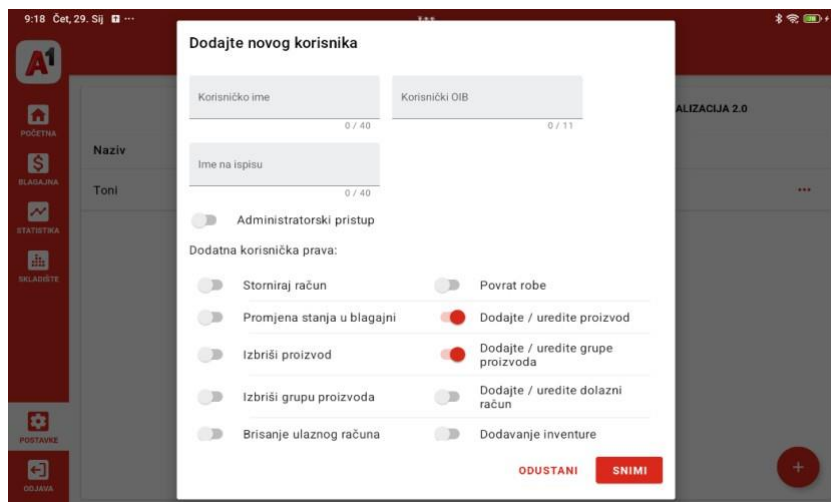 9:18 Čet, 29. Sij
A1
Dodajte novog korisnika
Korisničko ime
0 / 40
Korisnički OIB
0 / 11
ALIZACIJA 2.0
POČETNA
Naziv
Ime na ispisu
0 / 40
BLAGAJNA
Toni
Administratorski pristup
STATISTIKA
Dodatna korisnička prava:
SKLADIŠTE
Storniraj račun
Povrat robe
Promjena stanja u blagajni
Dodajte / uredite proizvod
Izbriši proizvod
Dodajte / uredite grupe
proizvoda
Izbriši grupu proizvoda
Dodajte / uredite dolazni
račun
Brisanje ulaznog računa
Dodavanje inventure
POSTAVKE
ODUSTANI
SNIMI
ODJAVA